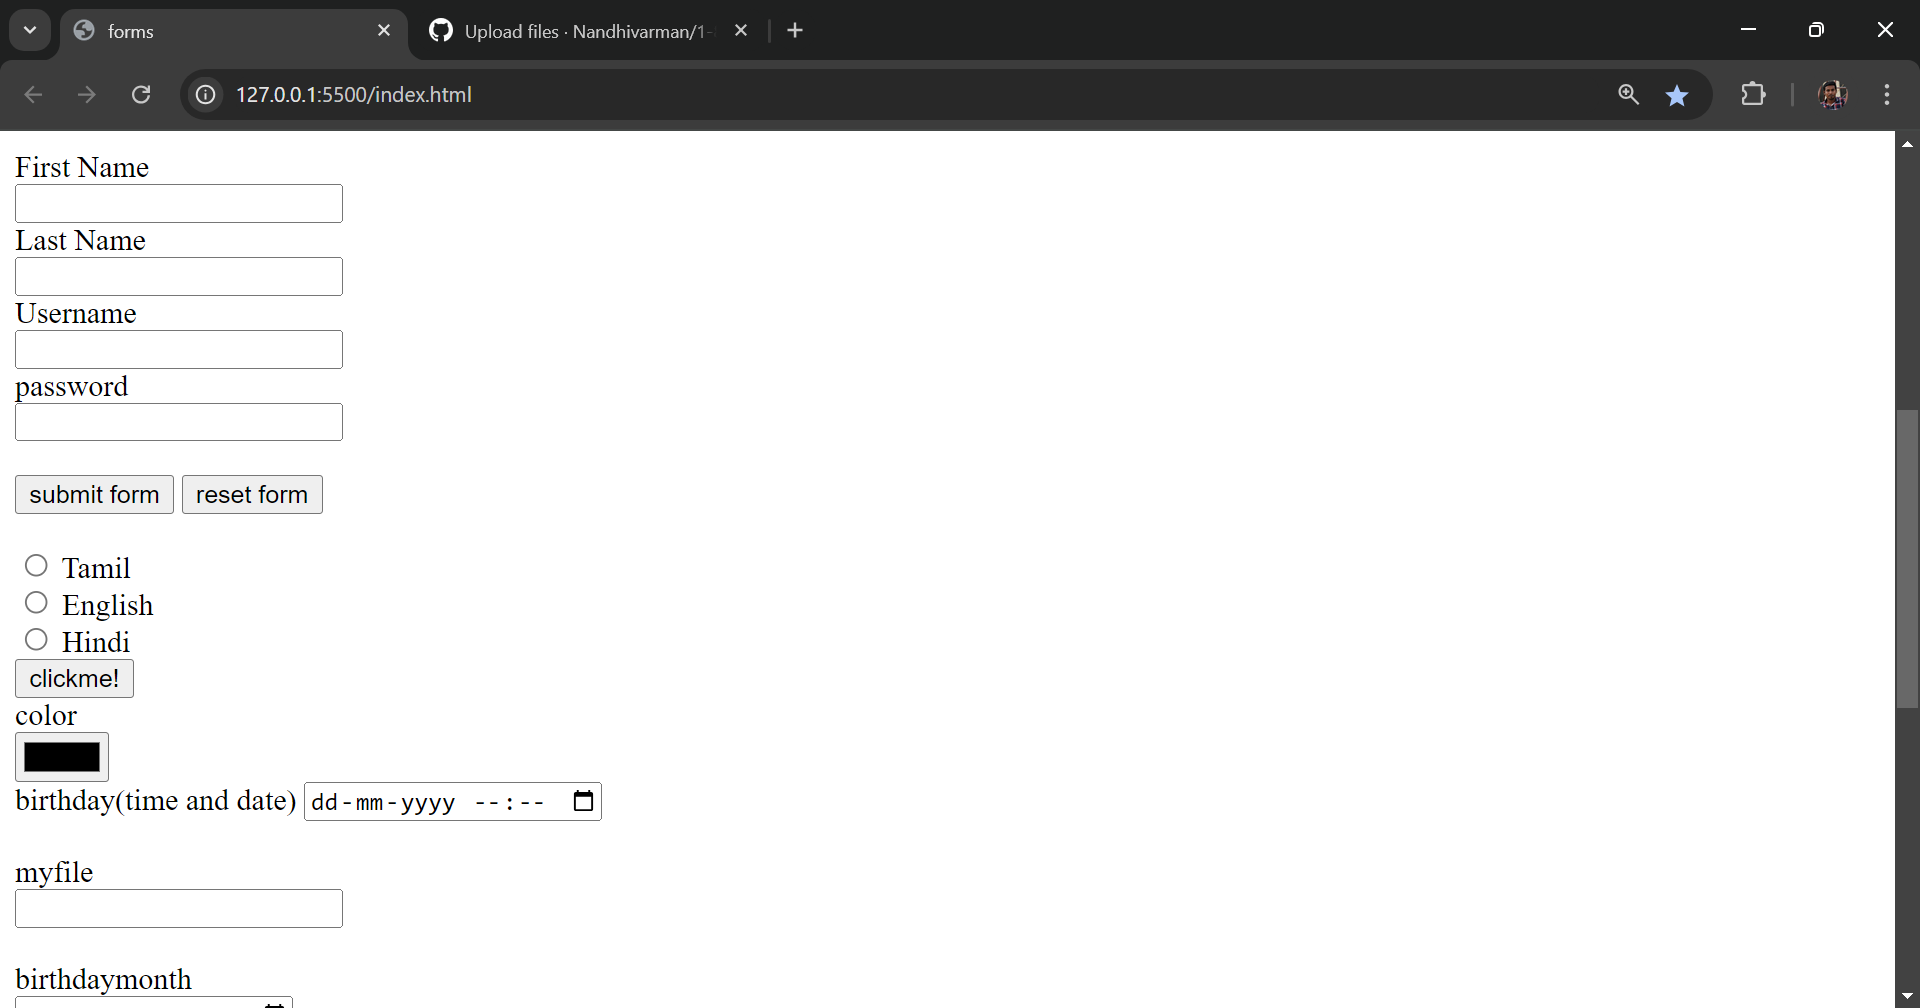 forms
Upload files · Nandhivarman/1-
127.0.0.1:5500/index.html
First Name
Last Name
Username
password
submit form reset form
Tamil
English
Hindi
clickme!
color
birthday(time and date) dd-mm-yyyy --:--
myfile
birthdaymonth